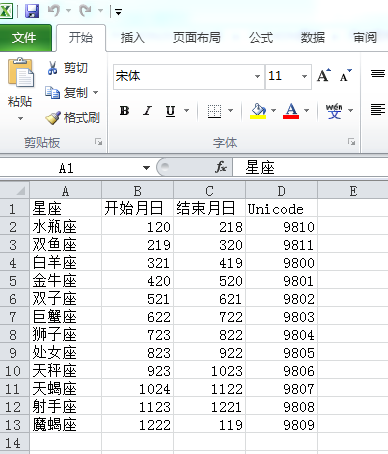 文件 开始 插入 页面布局 公式 数据 审阅
粘贴 剪切 复制 格式刷
宋体 11 A A
B I U A wén 文
剪贴板 字体
A1 fx 星座
A B C D E
1 星座 开始月日 结束月日 Unicode
2 水瓶座 120 218 9810
3 双鱼座 219 320 9811
4 白羊座 321 419 9800
5 金牛座 420 520 9801
6 双子座 521 621 9802
7 巨蟹座 622 722 9803
8 狮子座 723 822 9804
9 处女座 823 922 9805
10 天秤座 923 1023 9806
11 天蝎座 1024 1122 9807
12 射手座 1123 1221 9808
13 魔蝎座 1222 119 9809
14